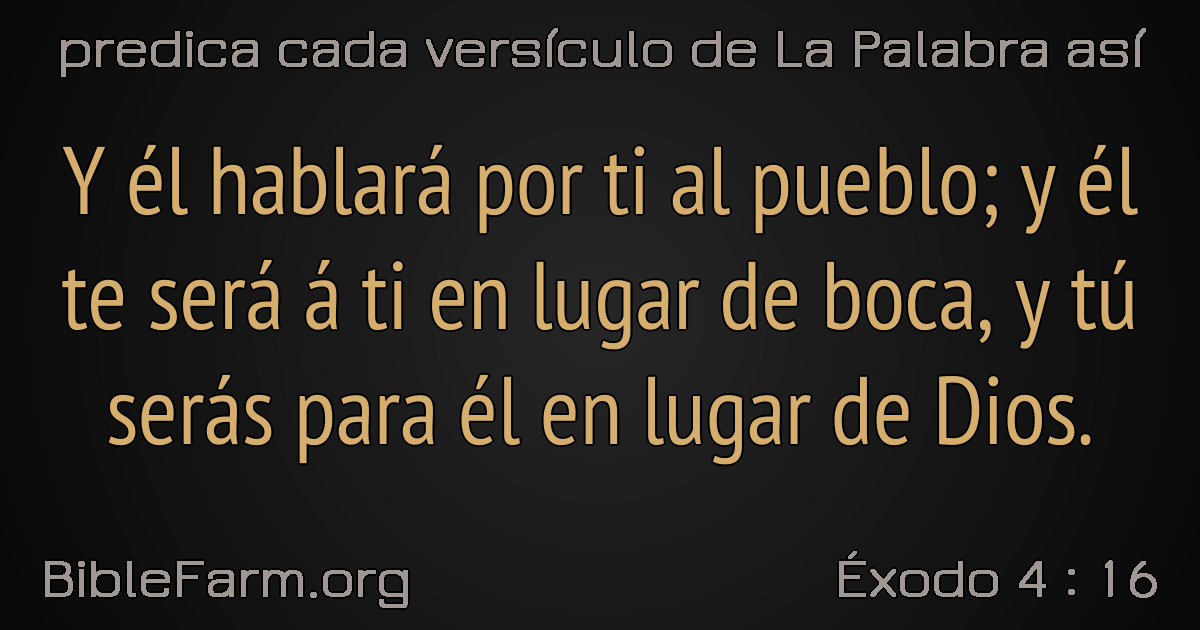 predica cada versículo de La Palabra así
Y él hablará por ti al pueblo; y él
te será á ti en lugar de boca, y tú
serás para él en lugar de Dios.
BibleFarm.org
Éxodo 4 : 16